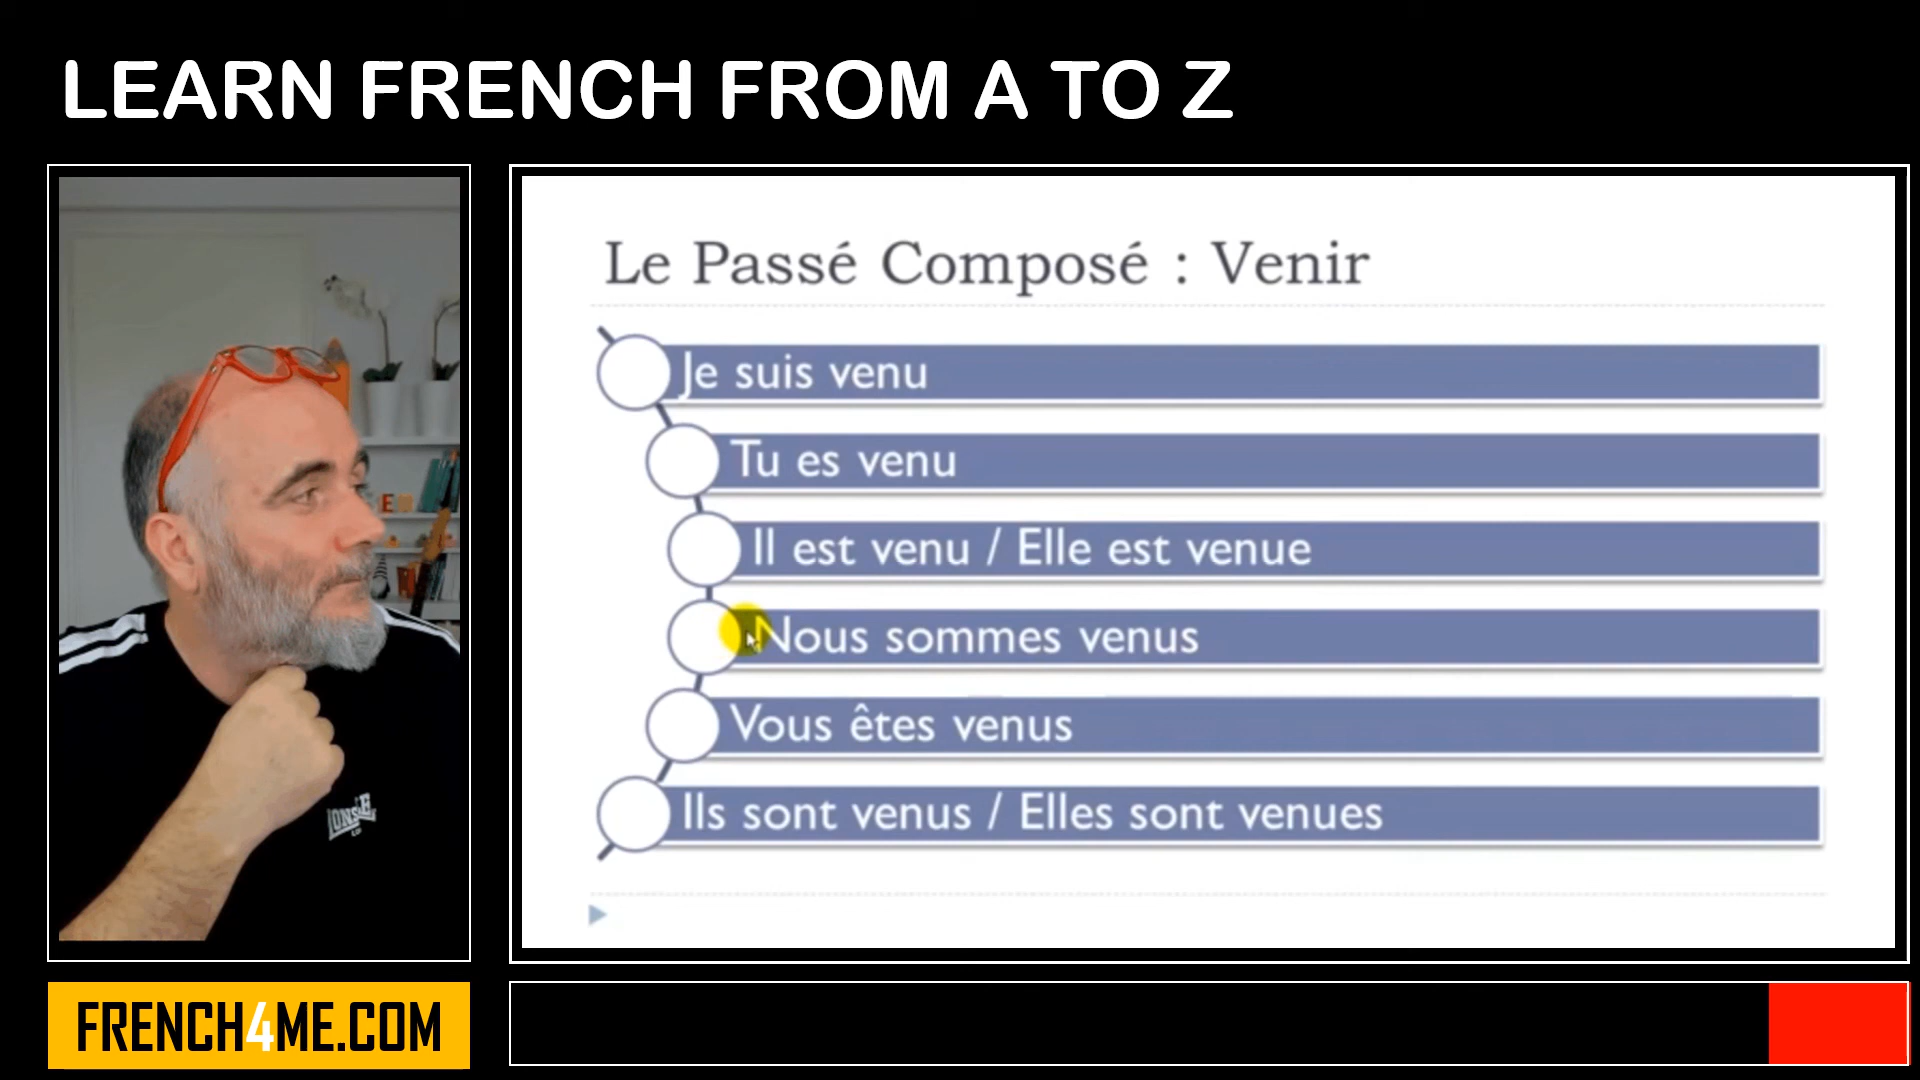 LEARN FRENCH FROM A TO Z
Le Passé Composé : Venir
Je suis venu
Tu es venu
Il est venu / Elle est venue
Nous sommes venus
Vous êtes venus
Ils sont venus / Elles sont venues
FRENCH4ME.COM